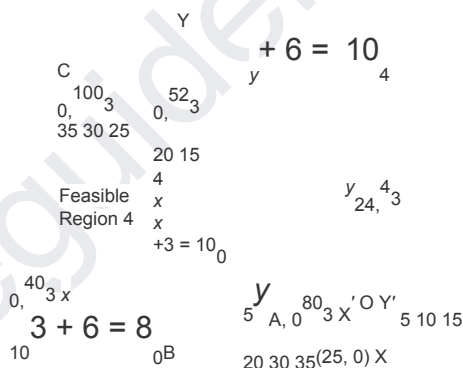 Y
+ 6 = 10
y 4
C
0, 100 3
0, 52 3
35 30 25
20 15
4
Feasible x
Region 4 x
y 24, 4 3
+3 = 10 0
0, 40 3 x
3 + 6 = 8
10 0 B
y
5 A, 0 80 3 X′ O Y′ 5 10 15
20 30 35 (25, 0) X